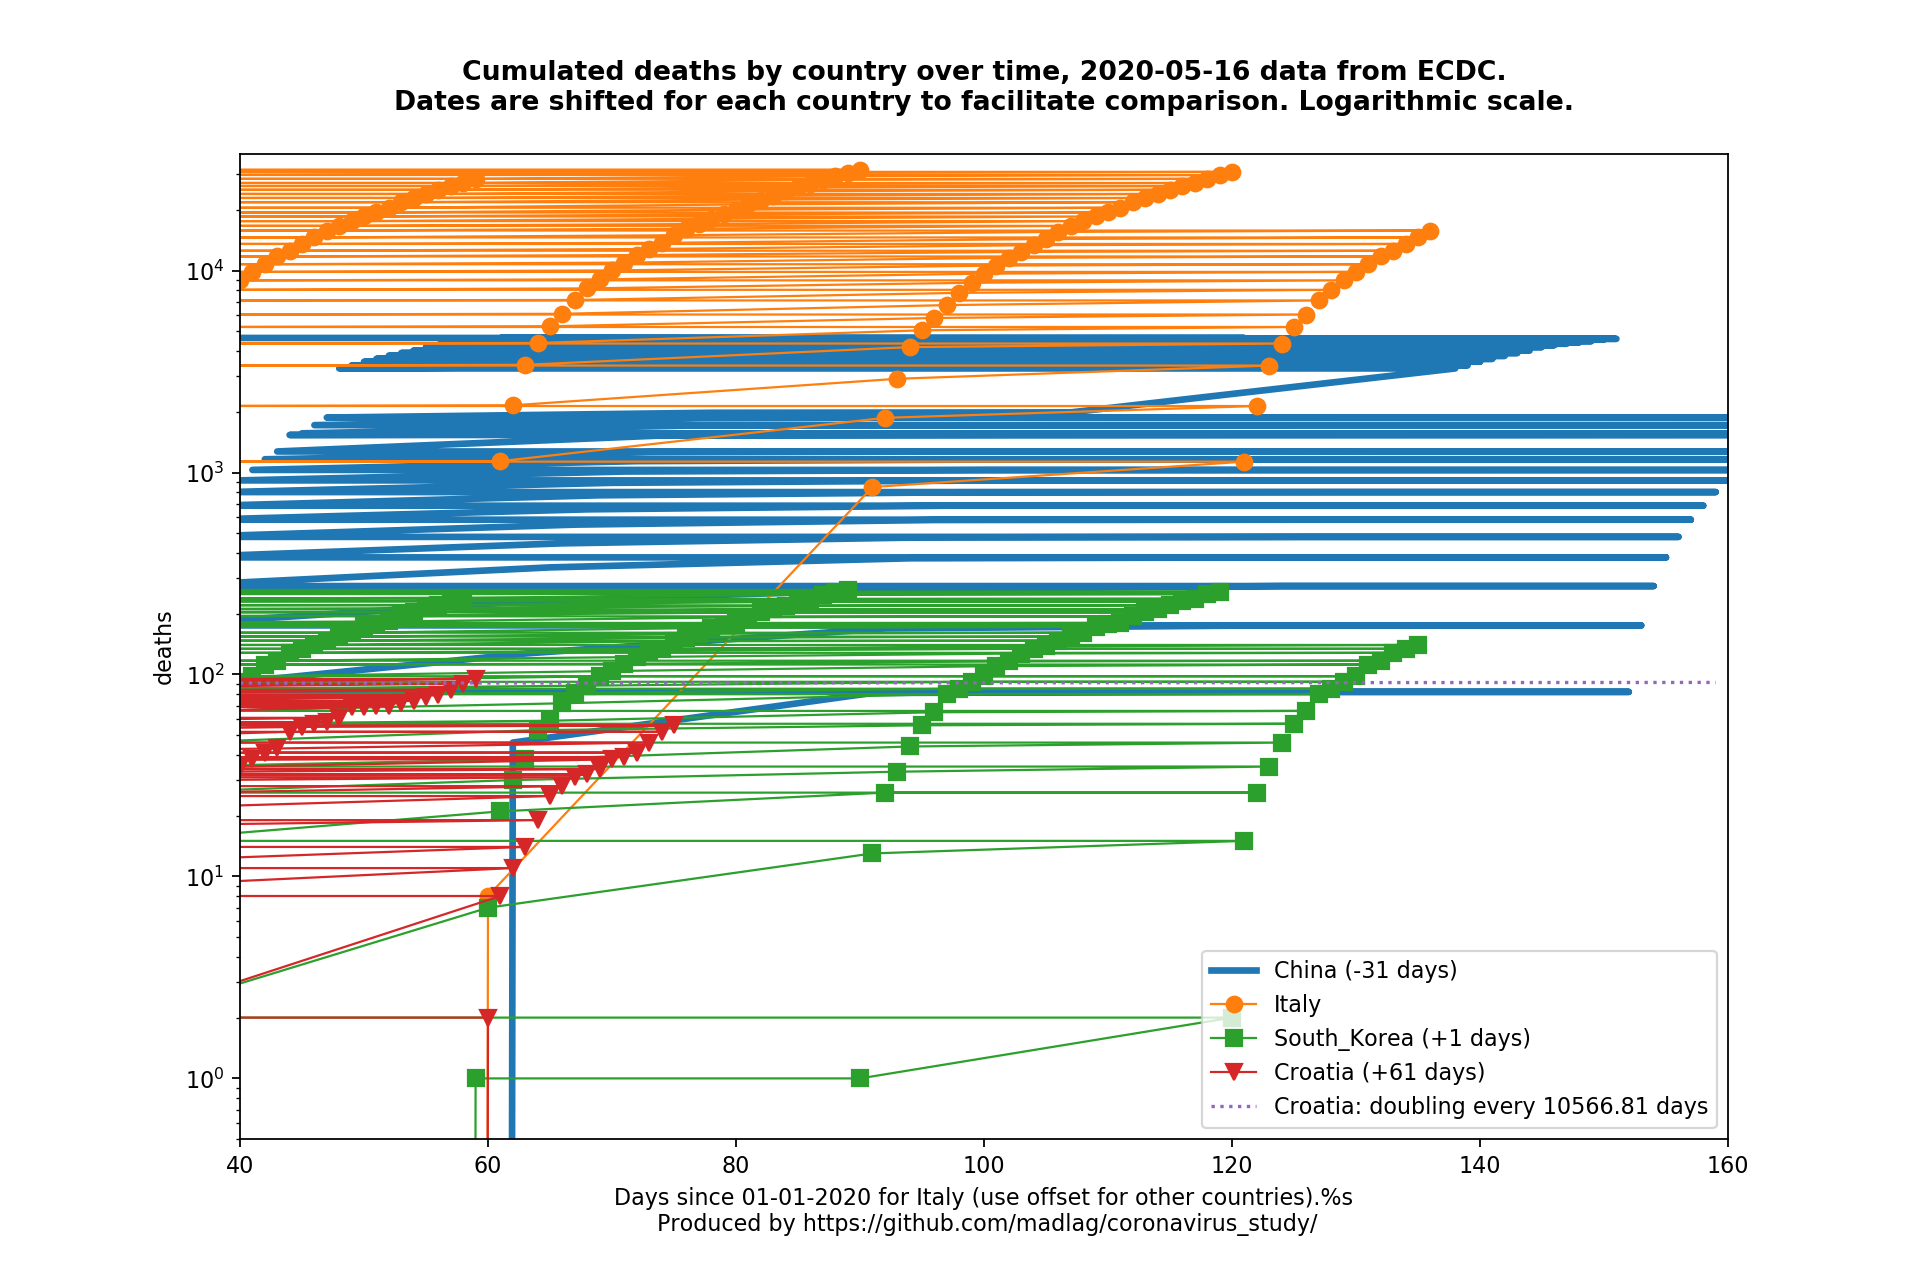 Cumulated deaths by country over time, 2020-05-16 data from ECDC.
Dates are shifted for each country to facilitate comparison. Logarithmic scale.
deaths
10⁴
10³
10²
10¹
10⁰
40 60 80 100 120 140 160
China (-31 days)
Italy
South_Korea (+1 days)
Croatia (+61 days)
Croatia: doubling every 10566.81 days
Days since 01-01-2020 for Italy (use offset for other countries).%s
Produced by https://github.com/madlag/coronavirus_study/